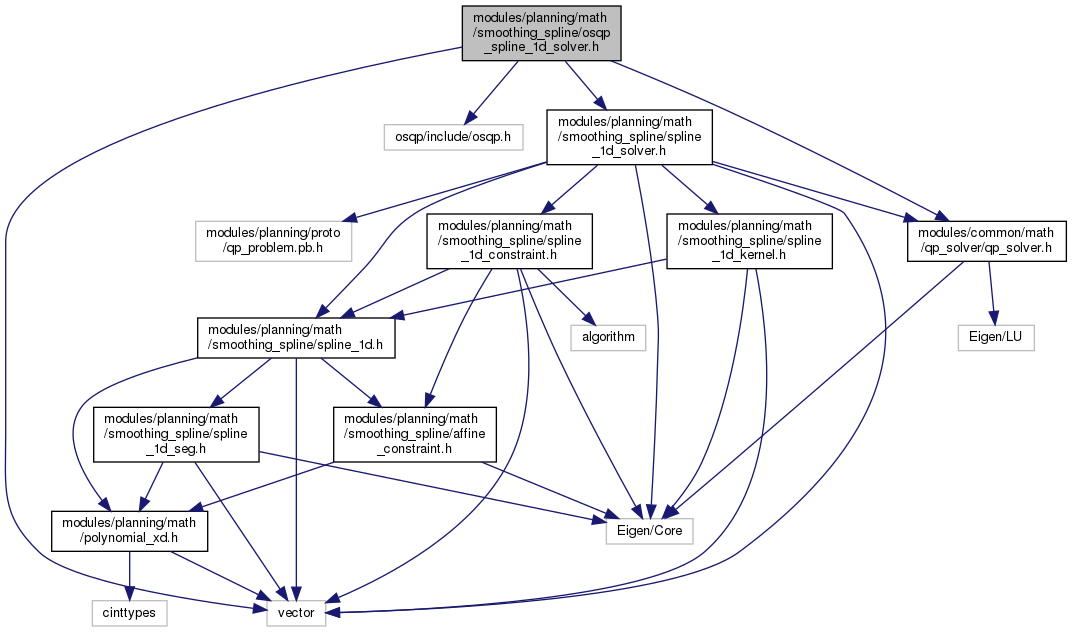 modules/planning/math
/smoothing_spline/osqp
_spline_1d_solver.h
osqp/include/osqp.h
modules/planning/math
/smoothing_spline/spline
_1d_solver.h
modules/planning/proto
/qp_problem.pb.h
modules/planning/math
/smoothing_spline/spline
_1d_constraint.h
modules/planning/math
/smoothing_spline/spline
_1d_kernel.h
modules/common/math
/qp_solver/qp_solver.h
modules/planning/math
/smoothing_spline/spline_1d.h
algorithm
Eigen/LU
modules/planning/math
/smoothing_spline/spline
_1d_seg.h
modules/planning/math
/smoothing_spline/affine
_constraint.h
modules/planning/math
/polynomial_xd.h
Eigen/Core
cinttypes
vector